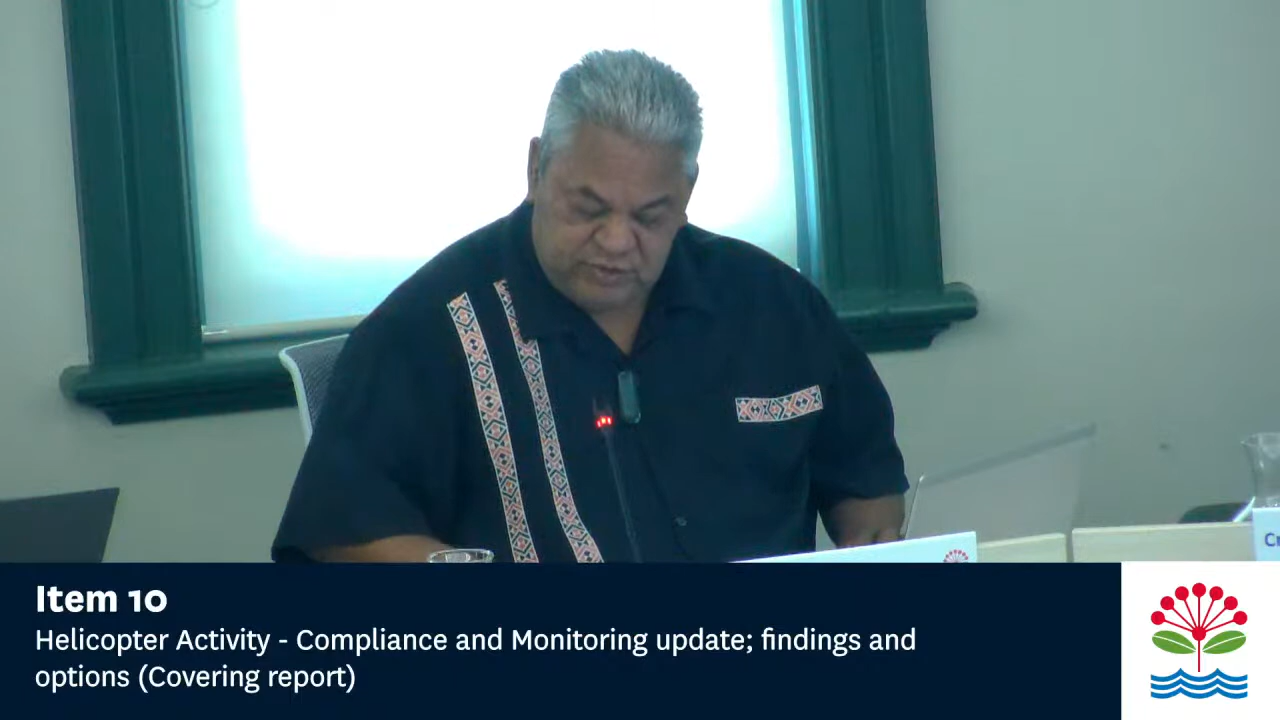 Item 10
Helicopter Activity - Compliance and Monitoring update; findings and
options (Covering report)